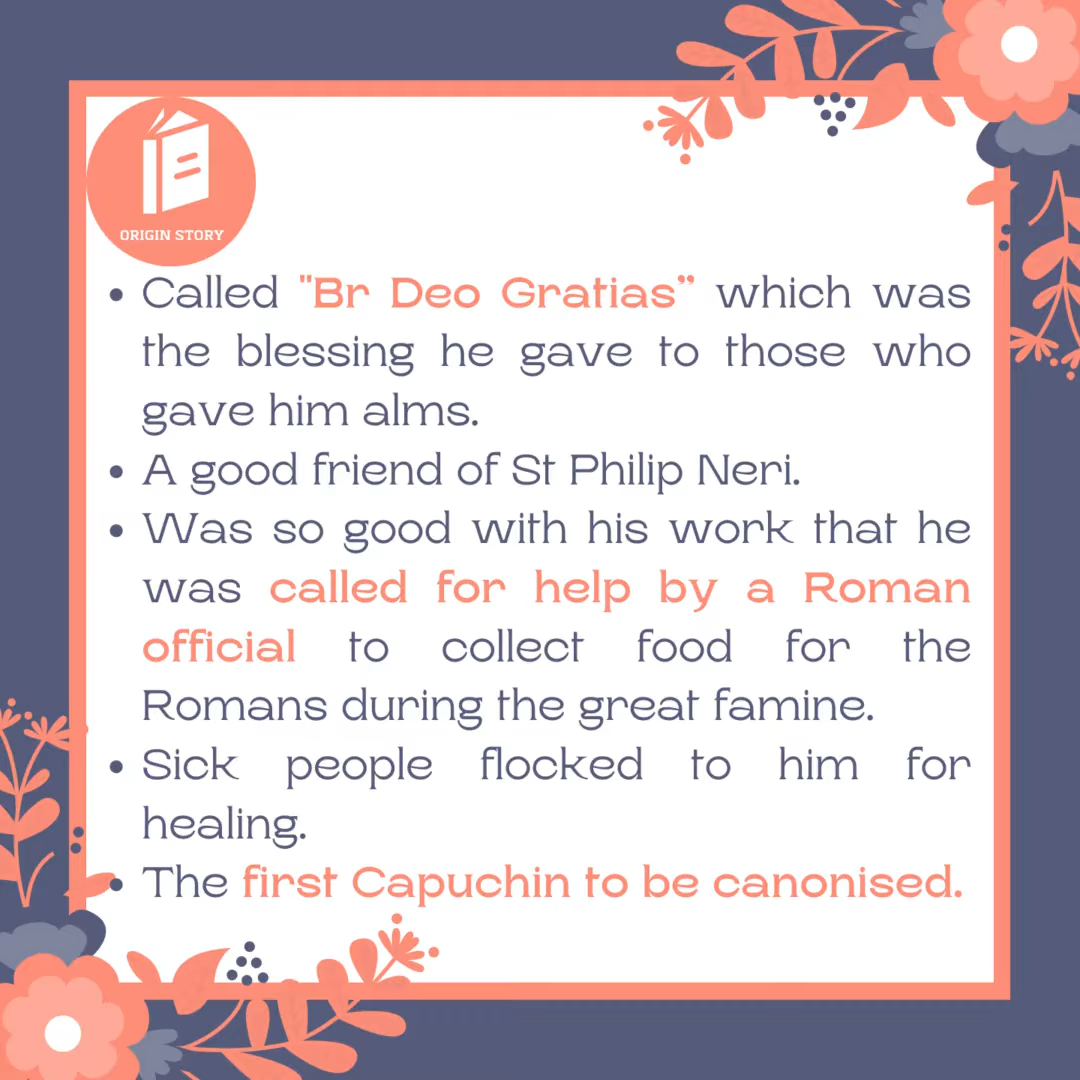 ORIGIN STORY
• Called "Br Deo Gratias” which was
the blessing he gave to those who
gave him alms.
• A good friend of St Philip Neri.
• Was so good with his work that he
was called for help by a Roman
official to collect food for the
Romans during the great famine.
• Sick people flocked to him for
healing.
• The first Capuchin to be canonised.